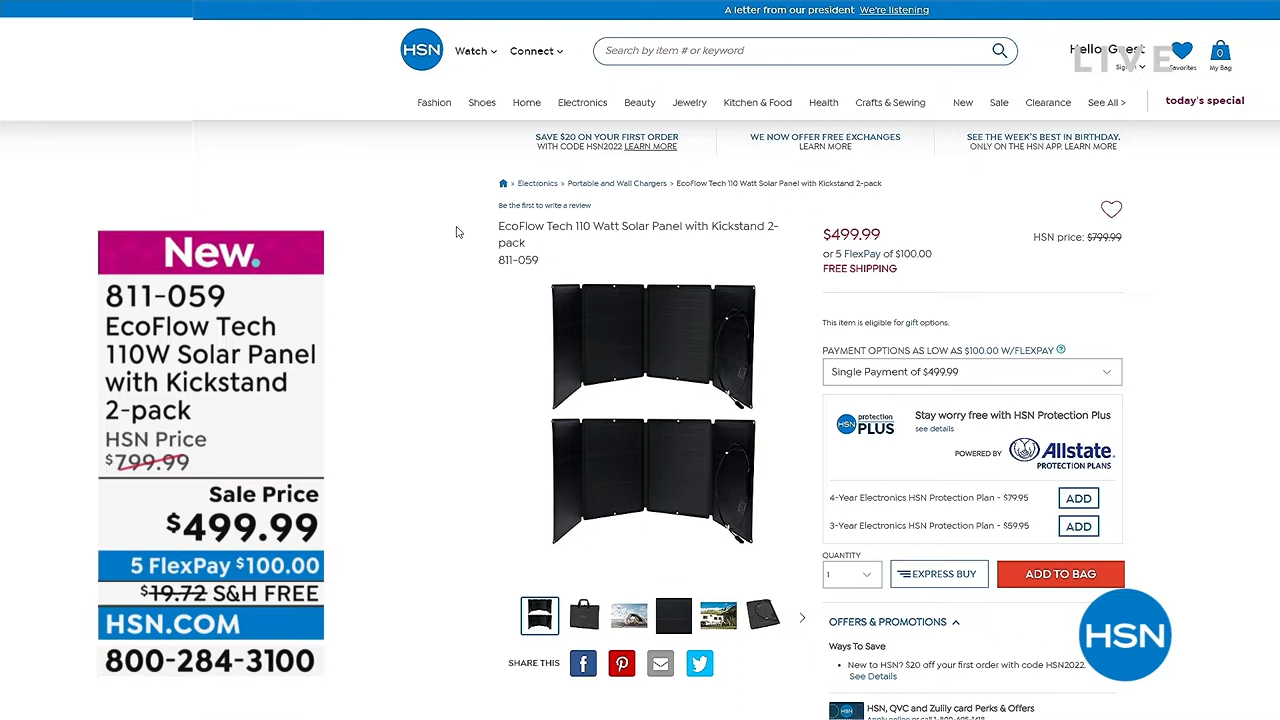 A letter from our president We're listening
HSN
Watch
Connect
Search by item # or keyword
Hello, Guest
LIVE
Favorites
0
My Bag
Fashion
Shoes
Home
Electronics
Beauty
Jewelry
Kitchen & Food
Health
Crafts & Sewing
New
Sale
Clearance
See All >
today's special
SAVE $20 ON YOUR FIRST ORDER
WITH CODE HSN2022 LEARN MORE
WE NOW OFFER FREE EXCHANGES
LEARN MORE
SEE THE WEEK'S BEST IN BIRTHDAY.
ONLY ON THE HSN APP. LEARN MORE
> Electronics > Portable and Wall Chargers > EcoFlow Tech 110 Watt Solar Panel with Kickstand 2-pack
Be the first to write a review
EcoFlow Tech 110 Watt Solar Panel with Kickstand 2-
pack
811-059
$499.99
HSN price: $799.99
or 5 FlexPay of $100.00
FREE SHIPPING
This item is eligible for gift options.
PAYMENT OPTIONS AS LOW AS $100.00 W/FLEXPAY ?
Single Payment of $499.99
HSN protection PLUS
Stay worry free with HSN Protection Plus
see details
POWERED BY
Allstate.
PROTECTION PLANS
4-Year Electronics HSN Protection Plan - $79.95
ADD
3-Year Electronics HSN Protection Plan - $59.95
ADD
QUANTITY
1
EXPRESS BUY
ADD TO BAG
OFFERS & PROMOTIONS
Ways To Save
• New to HSN? $20 off your first order with code HSN2022.
See Details
HSN
HSN, QVC and Zulily card Perks & Offers
SHARE THIS
New.
811-059
EcoFlow Tech
110W Solar Panel
with Kickstand
2-pack
HSN Price
$799.99
Sale Price
$499.99
5 FlexPay $100.00
$19.72 S&H FREE
HSN.COM
800-284-3100
HSN